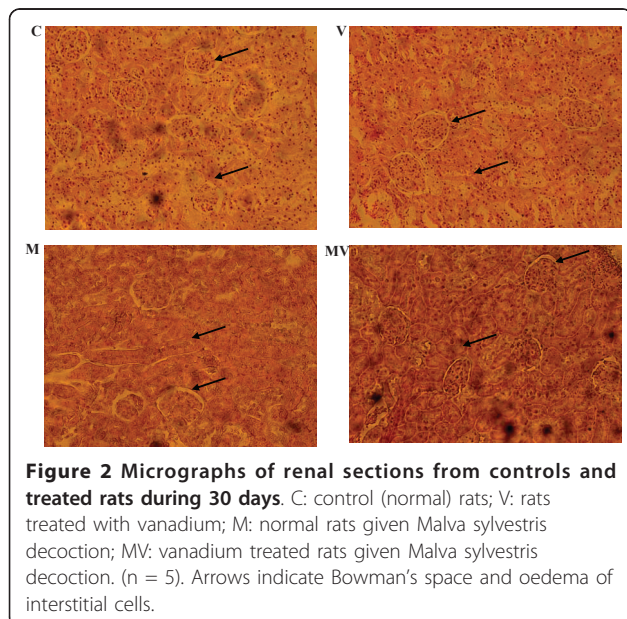 C
V
M
MV
Figure 2 Micrographs of renal sections from controls and
treated rats during 30 days. C: control (normal) rats; V: rats
treated with vanadium; M: normal rats given Malva sylvestris
decoction; MV: vanadium treated rats given Malva sylvestris
decoction. (n = 5). Arrows indicate Bowman's space and oedema of
interstitial cells.